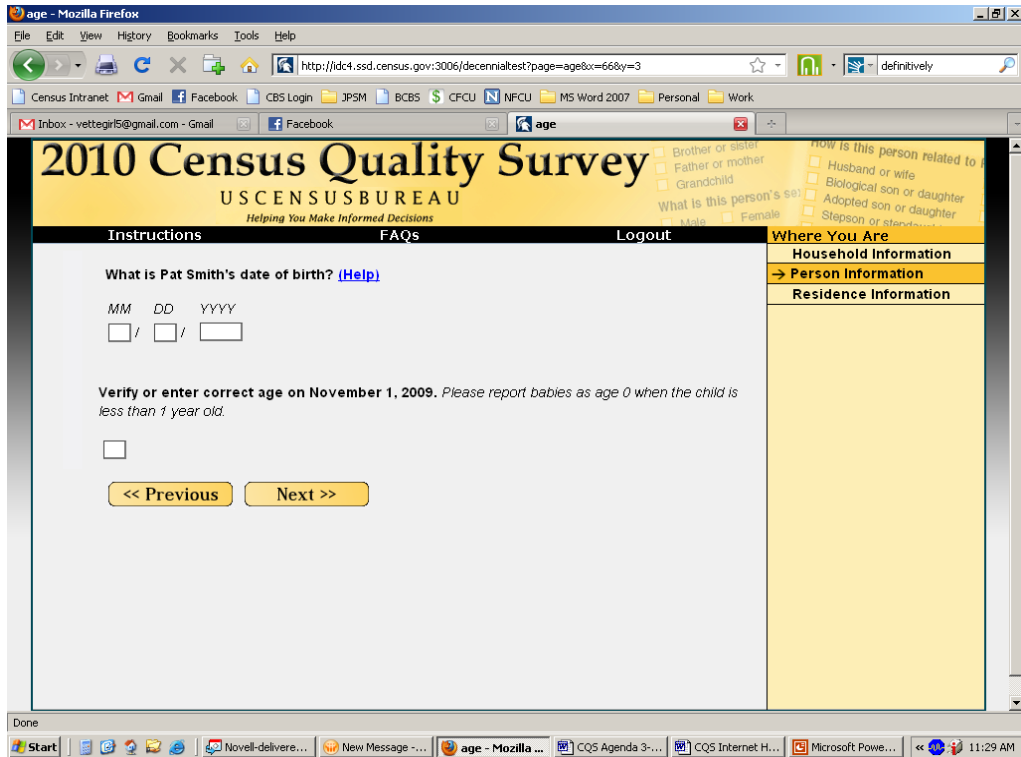 age - Mozilla Firefox
File Edit View History Bookmarks Tools Help
http://idc4.ssd.census.gov:3006/decennialtest?page=age&x=66&y=3 definitively
Census Intranet Gmail Facebook CBS Login JPSM BCBS CFCU NFCU MS Word 2007 Personal Work
Inbox - vettegirl5@gmail.com - Gmail Facebook age
2010 Census Quality Survey
USCENSUSBUREAU
Helping You Make Informed Decisions
Brother or sister
Father or mother
Grandchild
What is this person's sex
Male Female
How is this person related to
Husband or wife
Biological son or daughter
Adopted son or daughter
Stepson or
Instructions FAQs Logout
Where You Are
Household Information
→ Person Information
Residence Information
What is Pat Smith's date of birth? (Help)
MM DD YYYY
/ /
Verify or enter correct age on November 1, 2009. Please report babies as age 0 when the child is
less than 1 year old.
<< Previous Next >>
Done
Start Novell-delivere... New Message -... age - Mozilla ... CQS Agenda 3-... CQS Internet H... Microsoft Powe... « 11:29 AM